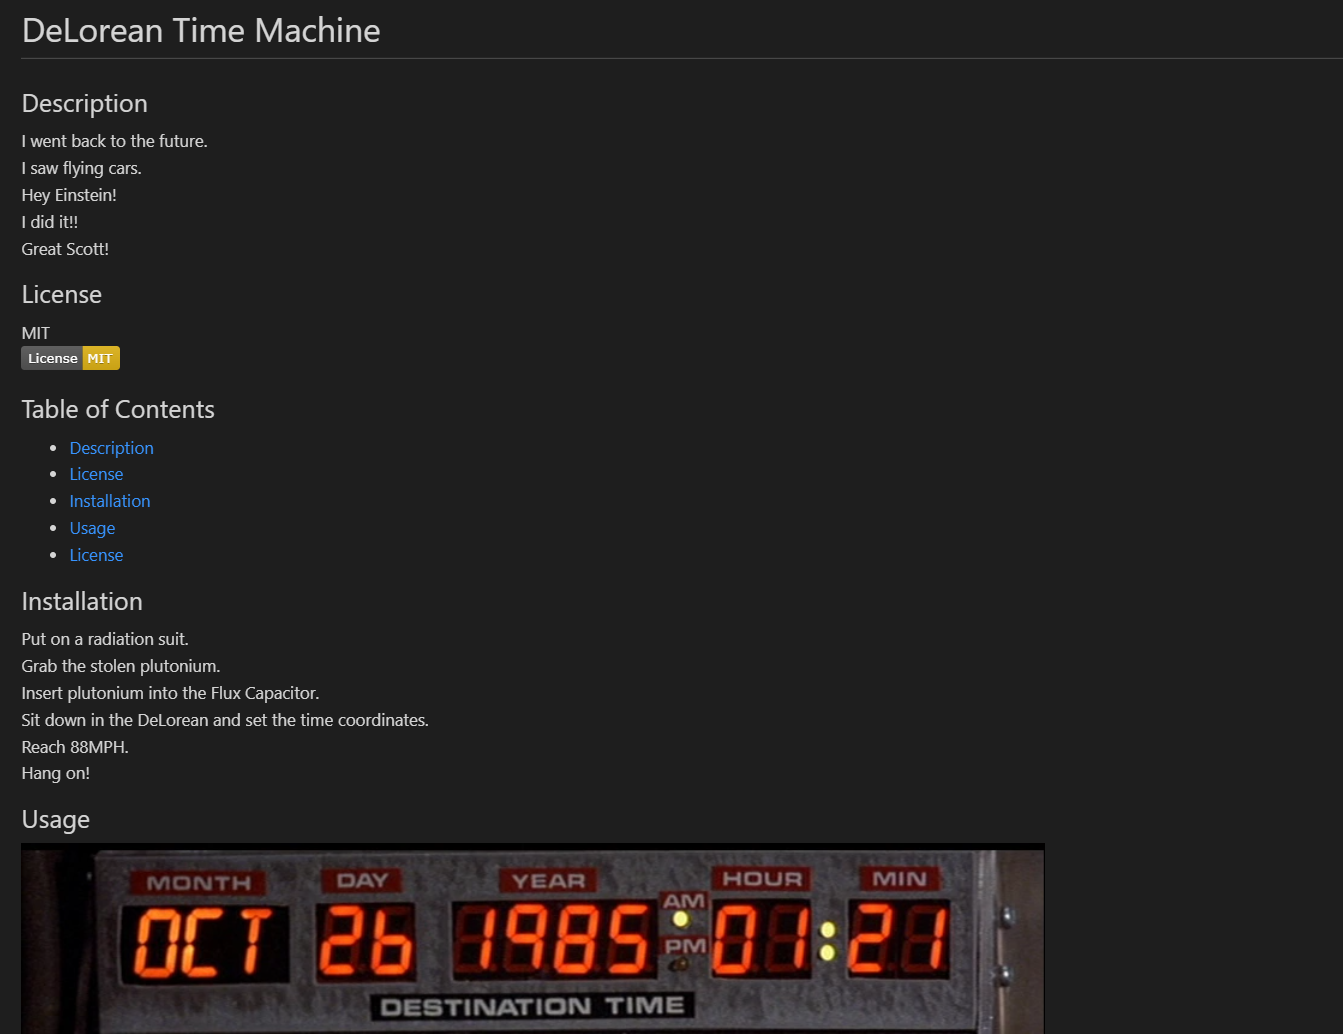 DeLorean Time Machine
Description
I went back to the future.
I saw flying cars.
Hey Einstein!
I did it!!
Great Scott!
License
MIT
License MIT
Table of Contents
Description
License
Installation
Usage
License
Installation
Put on a radiation suit.
Grab the stolen plutonium.
Insert plutonium into the Flux Capacitor.
Sit down in the DeLorean and set the time coordinates.
Reach 88MPH.
Hang on!
Usage
MONTH DAY YEAR AM HOUR MIN
OCT 26 1985 PM 01:21
DESTINATION TIME